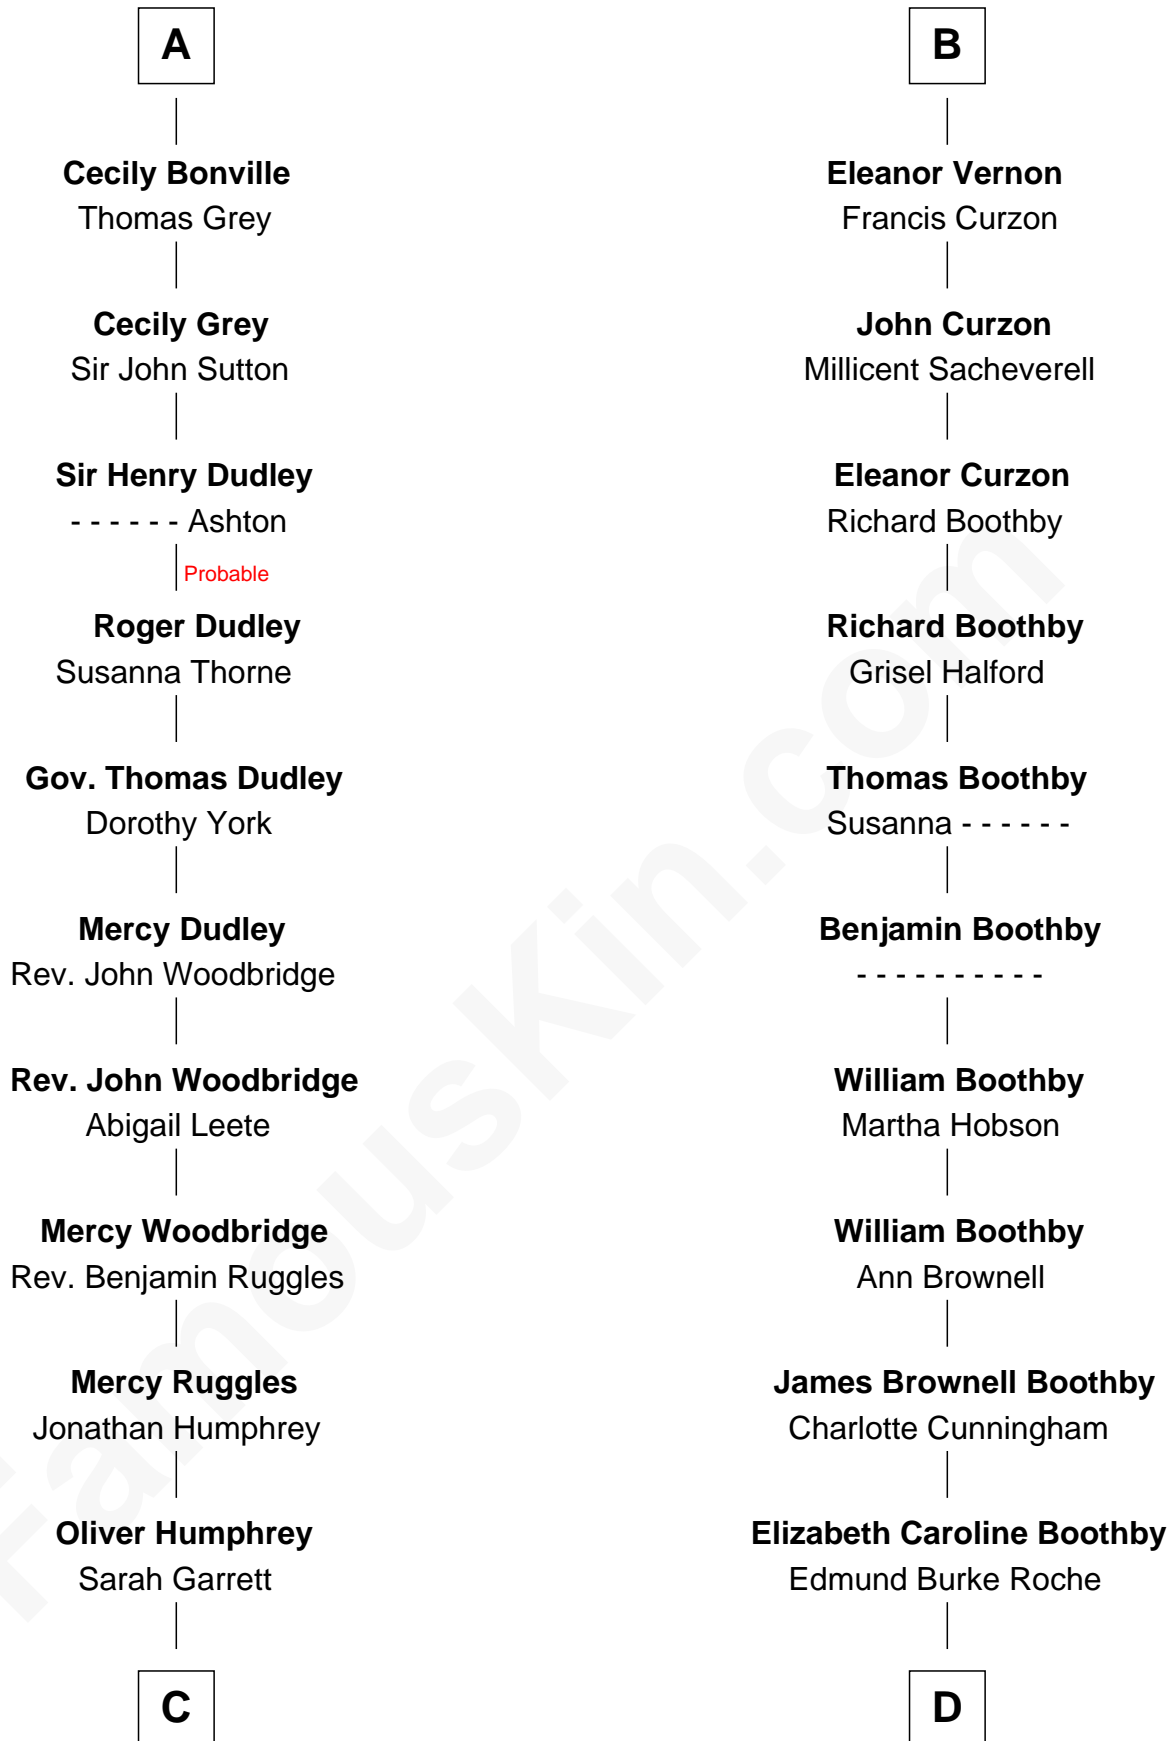 A
Cecily Bonville
Thomas Grey
Cecily Grey
Sir John Sutton
Sir Henry Dudley
- - - - - - Ashton
Probable
Roger Dudley
Susanna Thorne
Gov. Thomas Dudley
Dorothy York
Mercy Dudley
Rev. John Woodbridge
Rev. John Woodbridge
Abigail Leete
Mercy Woodbridge
Rev. Benjamin Ruggles
Mercy Ruggles
Jonathan Humphrey
Oliver Humphrey
Sarah Garrett
C
B
Eleanor Vernon
Francis Curzon
John Curzon
Millicent Sacheverell
Eleanor Curzon
Richard Boothby
Richard Boothby
Grisel Halford
Thomas Boothby
Susanna - - - - - -
Benjamin Boothby
- - - - - - - - - -
William Boothby
Martha Hobson
William Boothby
Ann Brownell
James Brownell Boothby
Charlotte Cunningham
Elizabeth Caroline Boothby
Edmund Burke Roche
D
FamousKin.com